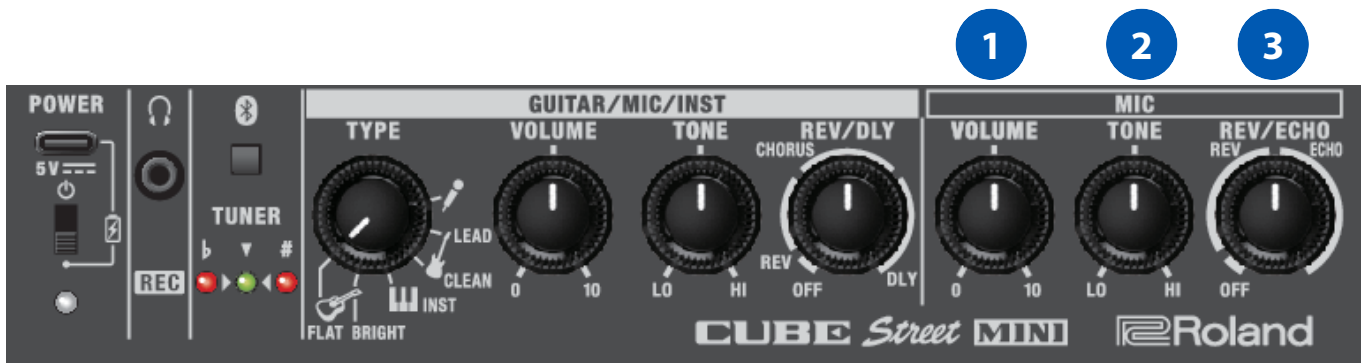 1 2 3
POWER
GUITAR/MIC/INST
MIC
TYPE VOLUME TONE REV/DLY
VOLUME TONE REV/ECHO
CHORUS
REV ECHO
5V
TUNER
♭ #
LEAD
CLEAN
INST
FLAT BRIGHT
0 10
LO HI
REV
OFF
DLY
0 10
LO HI
OFF
REC
CUBE Street MINI
Roland